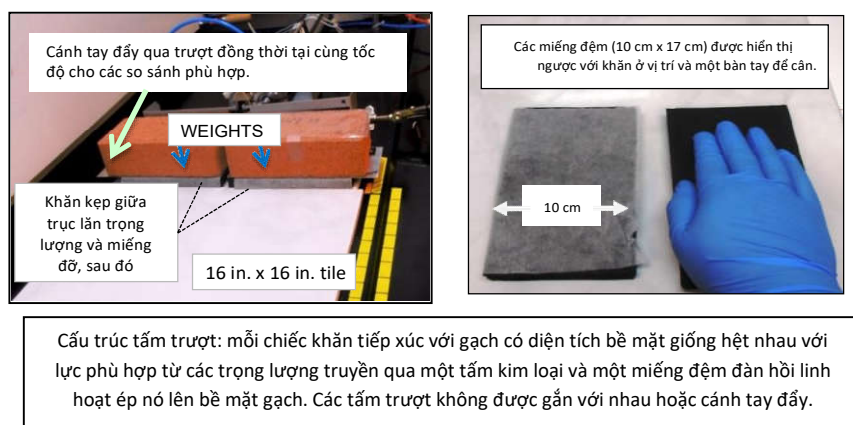 Cánh tay đẩy qua trượt đồng thời tại cùng tốc
độ cho các so sánh phù hợp.
WEIGHTS
Khăn kẹp giữa
trục lăn trọng
lượng và miếng
đỡ, sau đó
16 in. x 16 in. tile
Các miếng đệm (10 cm x 17 cm) được hiển thị
ngược với khăn ở vị trí và một bàn tay để cân.
10 cm
Cấu trúc tấm trượt: mỗi chiếc khăn tiếp xúc với gạch có diện tích bề mặt giống hệt nhau với
lực phù hợp từ các trọng lượng truyền qua một tấm kim loại và một miếng đệm đàn hồi linh
hoạt ép nó lên bề mặt gạch. Các tấm trượt không được gắn với nhau hoặc cánh tay đẩy.